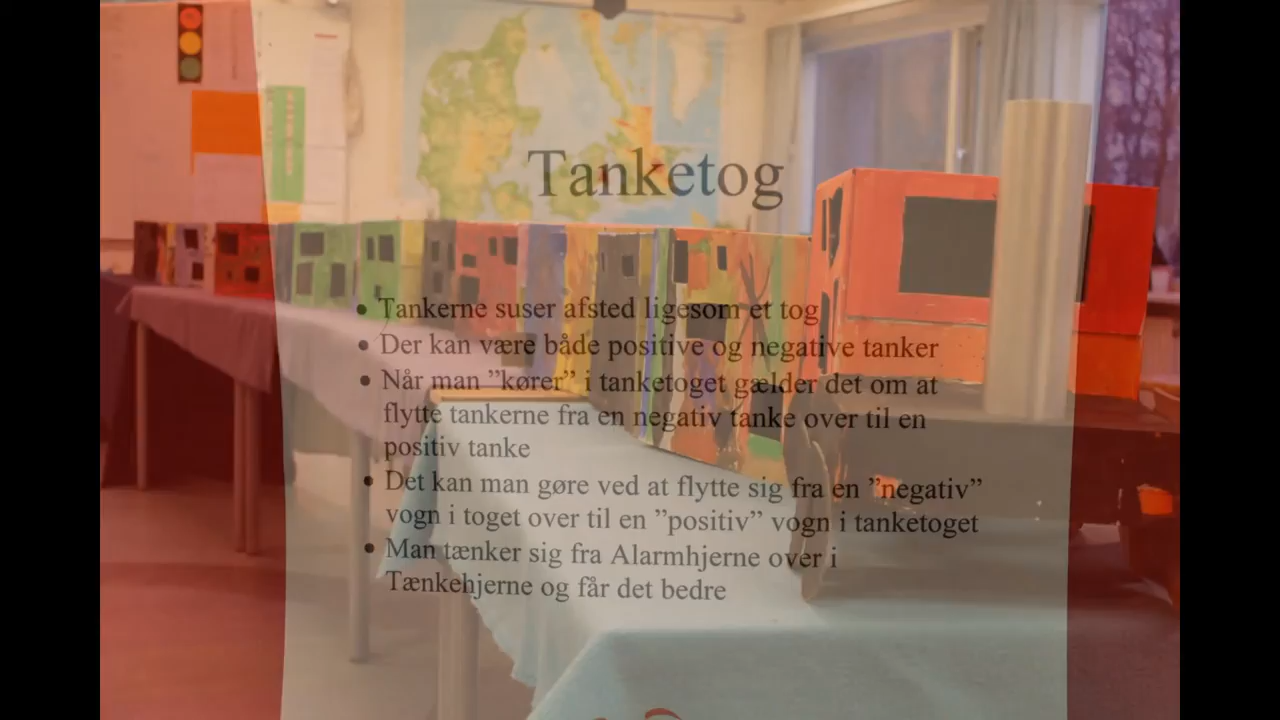 Tanketog
• Tankerne suser afsted ligesom et tog
• Der kan være både positive og negative tanker
• Når man ”kører” i tanketoget gælder det om at
flytte tankerne fra en negativ tanke over til en
positiv tanke
• Det kan man gøre ved at flytte sig fra en ”negativ”
vogn i toget over til en ”positiv” vogn i tanketoget
• Man tænker sig fra Alarmhjerne over i
Tænkehjerne og får det bedre